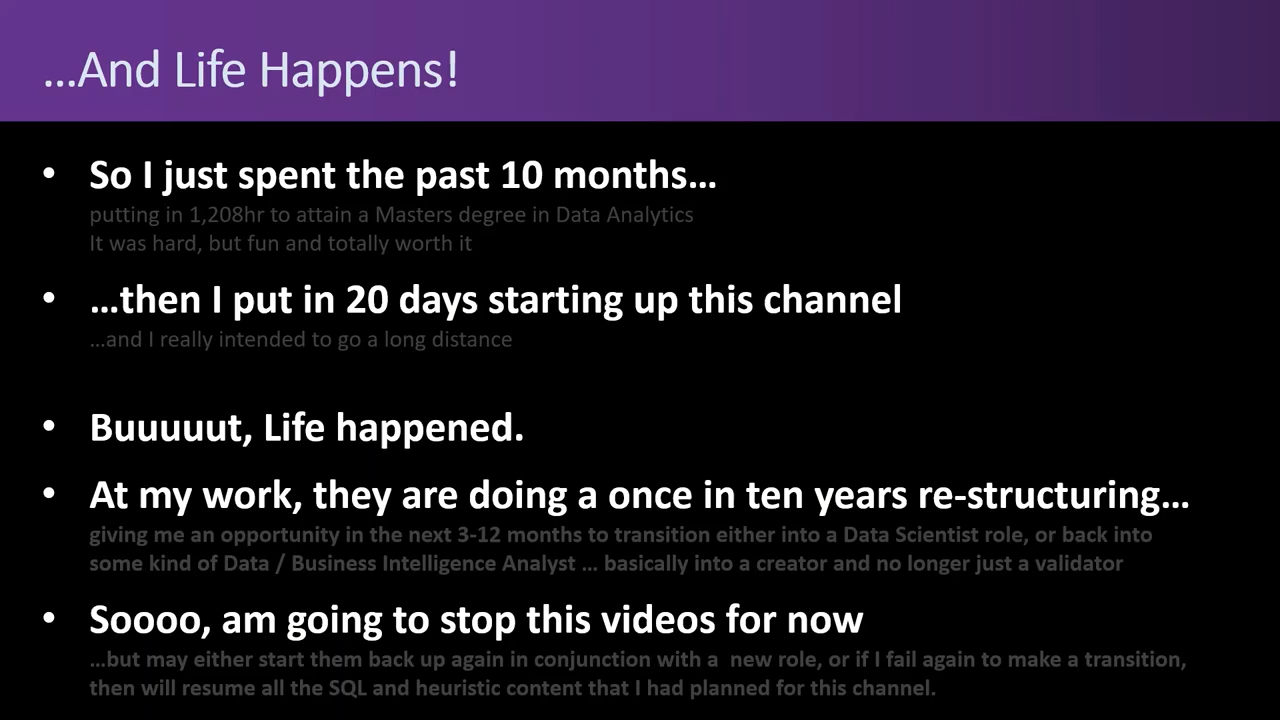 …And Life Happens!
• So I just spent the past 10 months…
putting in 1,208hr to attain a Masters degree in Data Analytics
It was hard, but fun and totally worth it
• …then I put in 20 days starting up this channel
…and I really intended to go a long distance
• Buuuuut, Life happened.
• At my work, they are doing a once in ten years re-structuring…
giving me an opportunity in the next 3-12 months to transition either into a Data Scientist role, or back into
some kind of Data / Business Intelligence Analyst … basically into a creator and no longer just a validator
• Soooo, am going to stop this videos for now
…but may either start them back up again in conjunction with a new role, or if I fail again to make a transition,
then will resume all the SQL and heuristic content that I had planned for this channel.